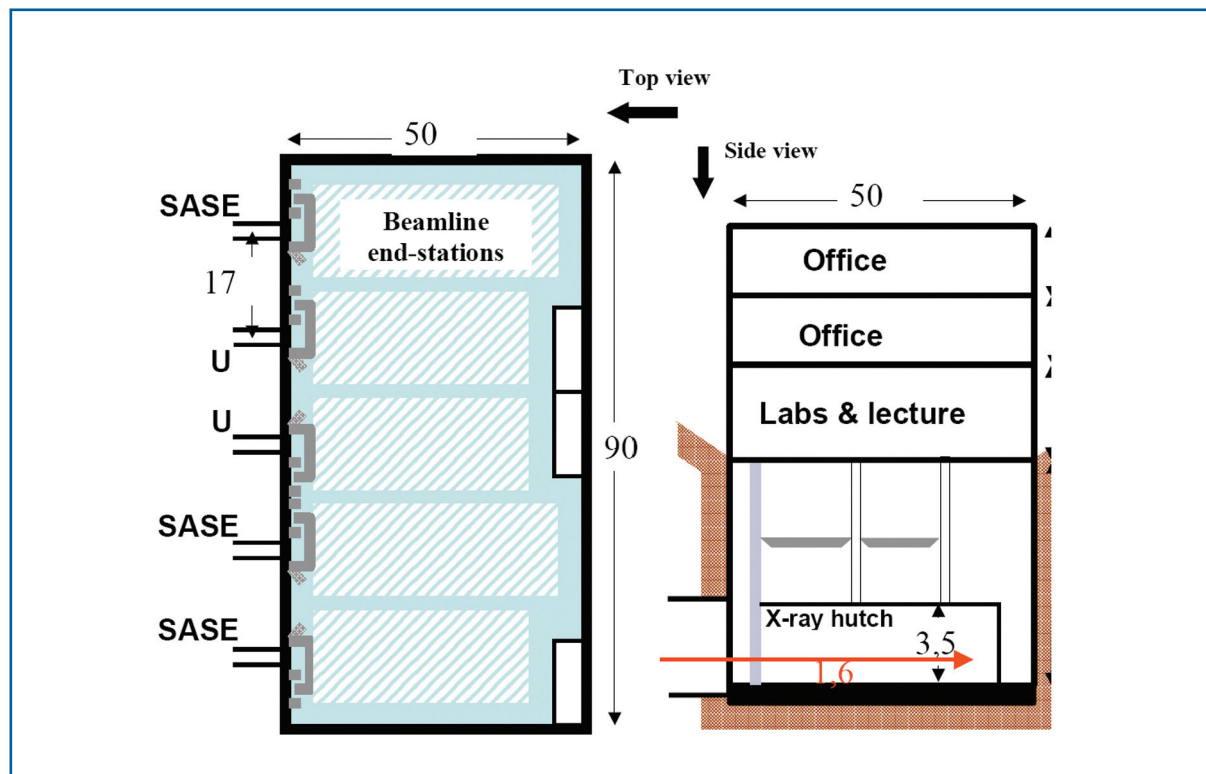 Top view
50
Side view
SASE
50
Beamline
end-stations
Office
17
Office
U
U
Labs & lecture
90
SASE
X-ray hutch
3,5
SASE
1,6